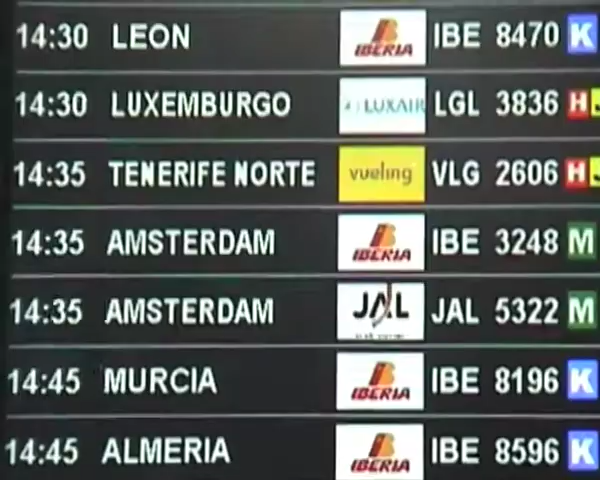 14:30 LEON IBERIA IBE 8470 K
14:30 LUXEMBURGO LUXAIR LGL 3836 H J
14:35 TENERIFE NORTE vueling VLG 2606 H J
14:35 AMSTERDAM IBERIA IBE 3248 M
14:35 AMSTERDAM JAL JAL 5322 M
14:45 MURCIA IBERIA IBE 8196 K
14:45 ALMERIA IBERIA IBE 8596 K